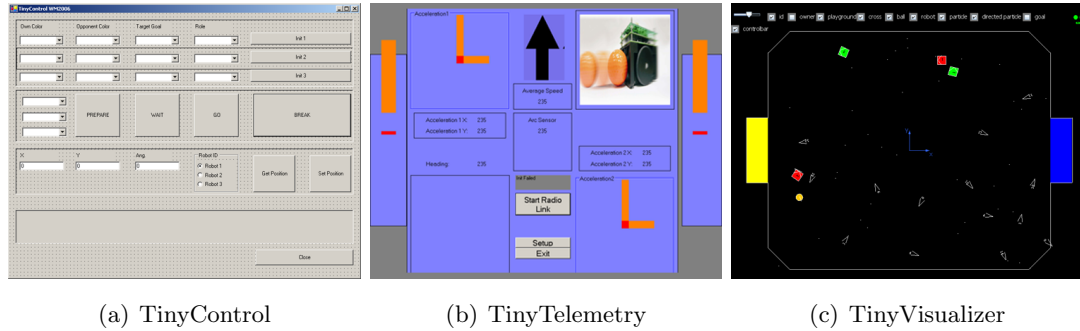 TinyControl WM2006
Own Color Opponent Color Target Goal Role
Init 1
Init 2
Init 3
PREPARE WAIT GO BREAK
X Y Ang Robot ID
0 0 0 Robot 1
Robot 2
Robot 3
Get Position Set Position
Close
Acceleration1
Average Speed
235
Acceleration 1 X: 235
Acceleration 1 Y: 235
Arc Sensor
235
Heading: 235
Acceleration 2 X: 235
Acceleration 2 Y: 235
Init Failed
Acceleration2
Start Radio
Link
Setup
Exit
id owner playground cross ball robot particle directed particle goal
controlbar
(a) TinyControl
(b) TinyTelemetry
(c) TinyVisualizer